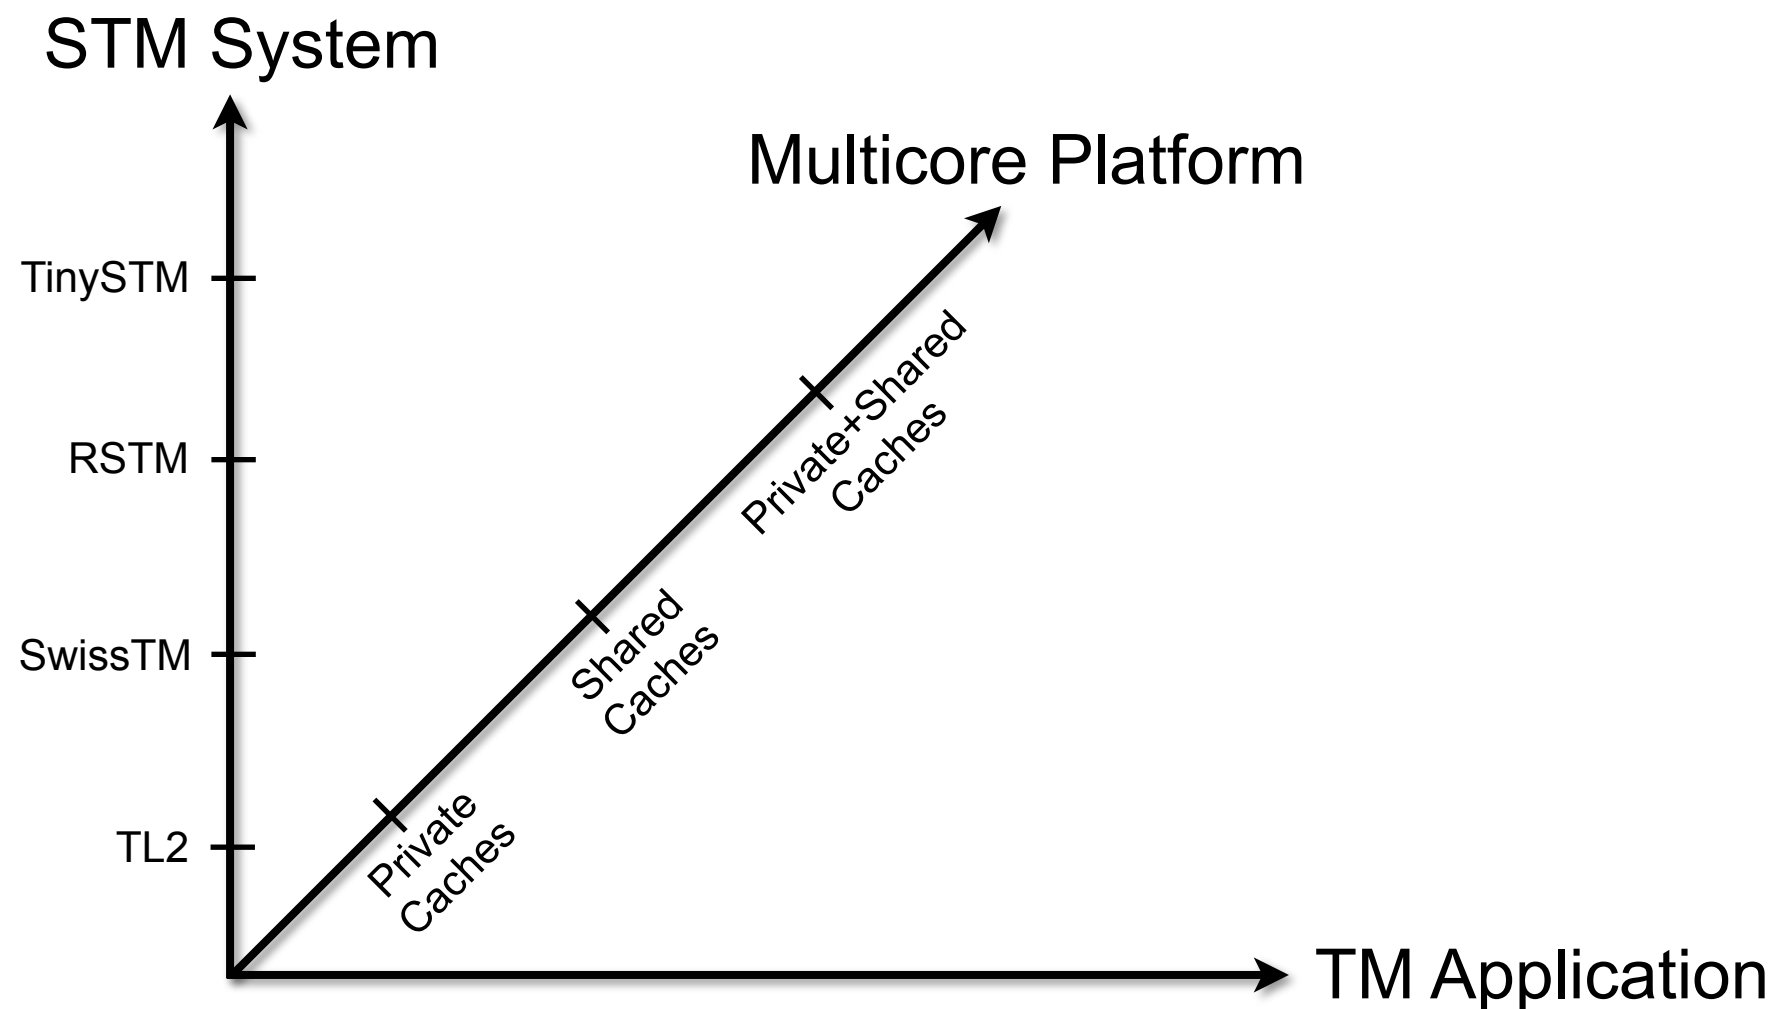 STM System
Multicore Platform
TinySTM
RSTM
SwissTM
TL2
Private+Shared
Caches
Shared
Caches
Private
Caches
TM Application